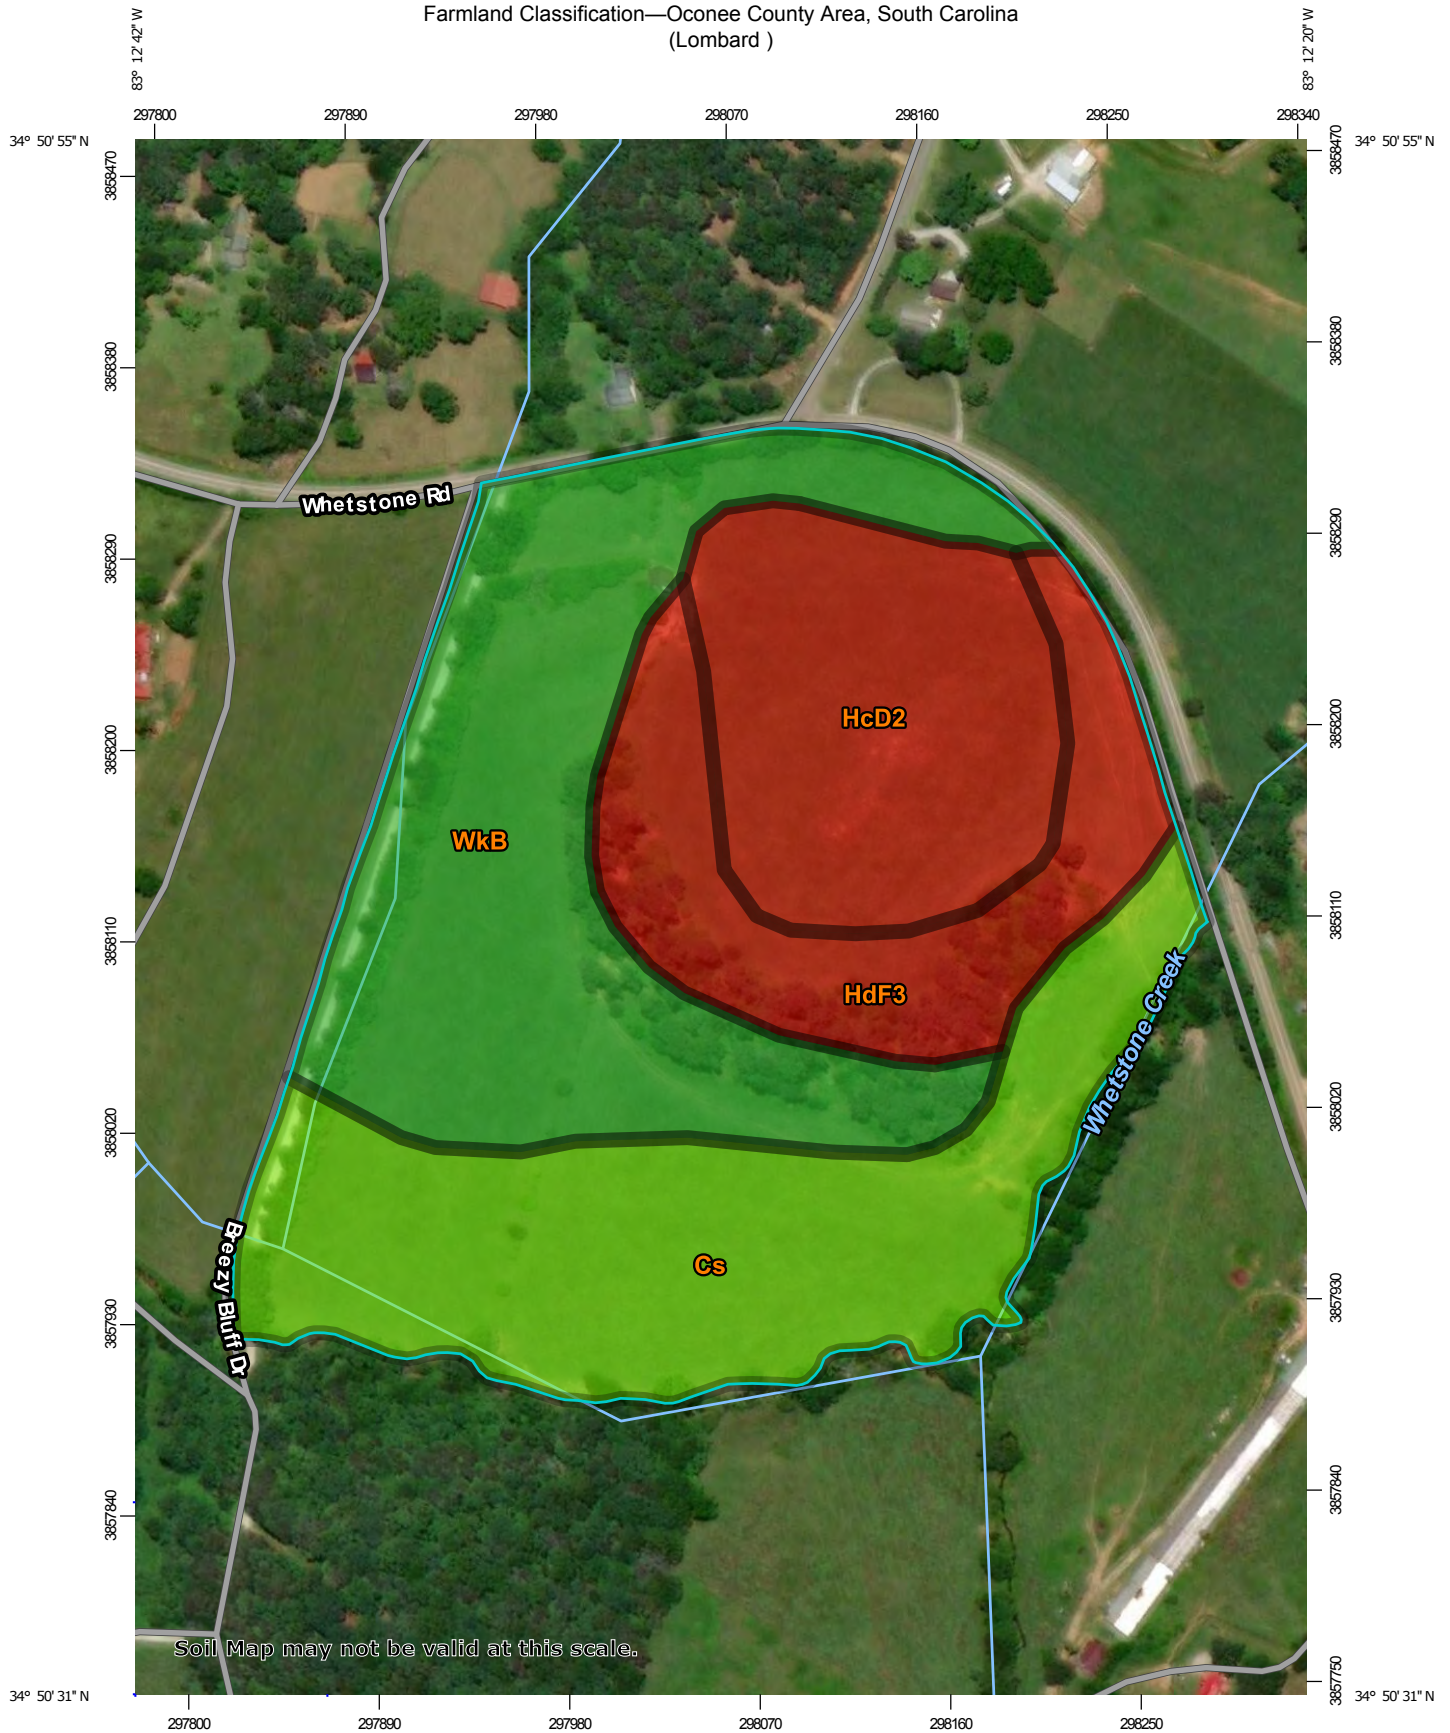 Farmland Classification—Oconee County Area, South Carolina
(Lombard )
83° 12' 42'' W
83° 12' 20'' W
297800 297890 297980 298070 298160 298250 298340
34° 50' 55'' N
34° 50' 55'' N
3858470
3858470
3858380
3858380
Whetstone Rd
3858290
3858290
HcD2
3858200
3858200
WkB
3858110
3858110
HdF3
Whetstone Creek
3858020
3858020
Breezy Bluff Dr
Cs
3857930
3857930
3857840
3857840
Soil Map may not be valid at this scale.
3857750
34° 50' 31'' N
34° 50' 31'' N
297800 297890 297980 298070 298160 298250